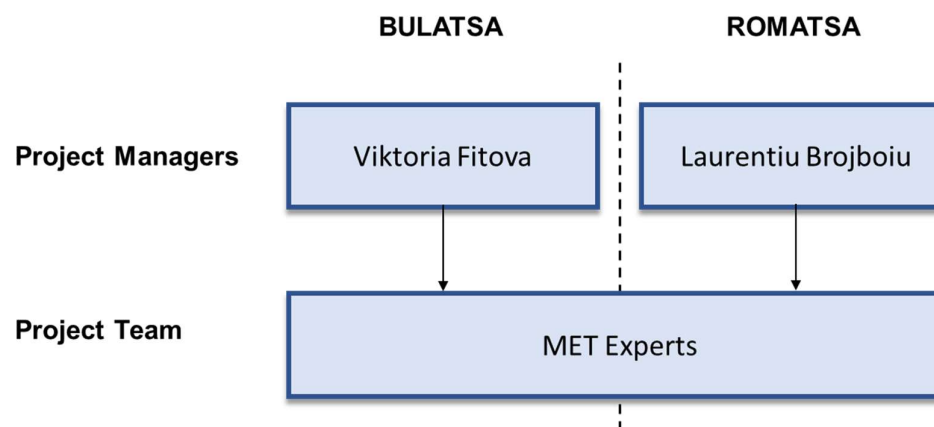 BULATSA
ROMATSA
Project Managers
Viktoria Fitova
Laurentiu Brojboiu
Project Team
MET Experts